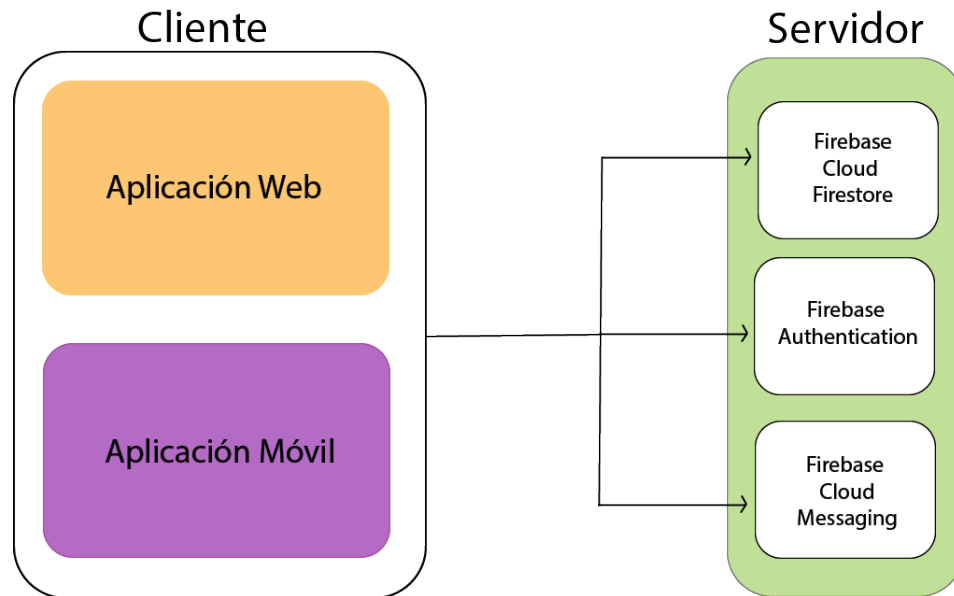 Cliente
Servidor
Aplicación Web
Aplicación Móvil
Firebase
Cloud
Firestore
Firebase
Authentication
Firebase
Cloud
Messaging